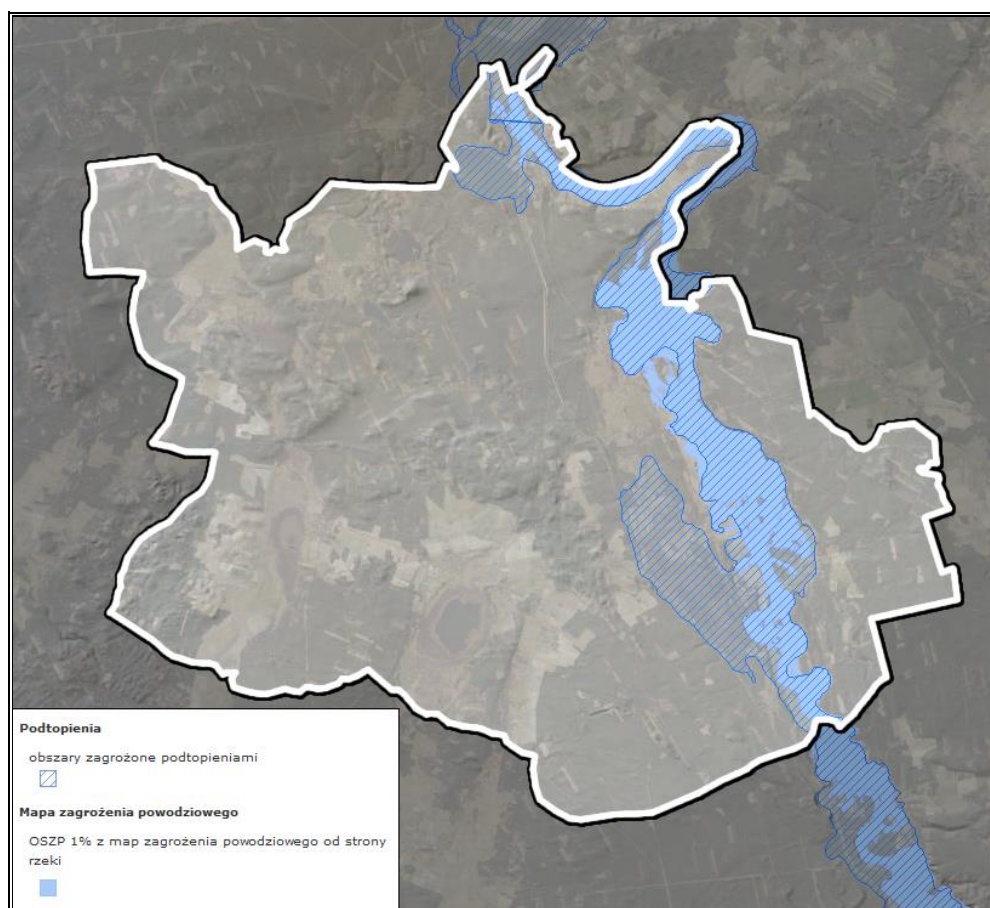 Podtopienia
obszary zagrożone podtopieniami
Mapa zagrożenia powodziowego
OSZP 1% z map zagrożenia powodziowego od strony
rzeki